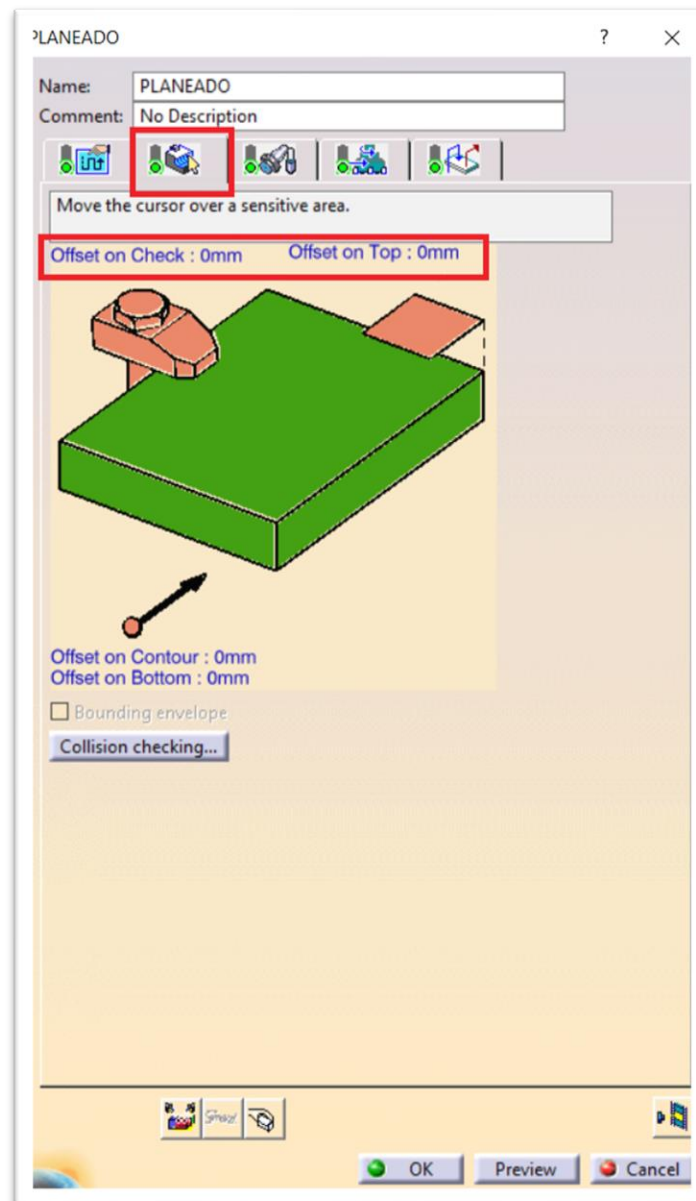 PLANEADO
?
Name: PLANEADO
Comment: No Description
Move the cursor over a sensitive area.
Offset on Check : 0mm Offset on Top : 0mm
Offset on Contour : 0mm
Offset on Bottom : 0mm
Bounding envelope
Collision checking...
OK Preview Cancel